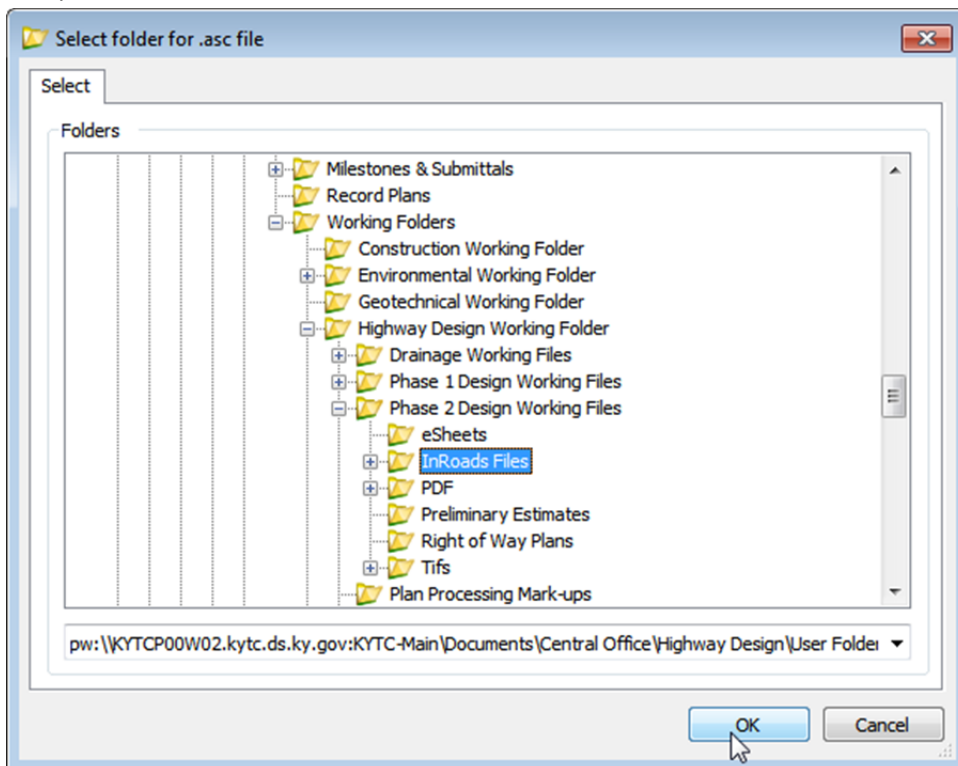 Select folder for .asc file
Select
Folders
Milestones & Submittals
Record Plans
Working Folders
Construction Working Folder
Environmental Working Folder
Geotechnical Working Folder
Highway Design Working Folder
Drainage Working Files
Phase 1 Design Working Files
Phase 2 Design Working Files
eSheets
InRoads Files
PDF
Preliminary Estimates
Right of Way Plans
Tifs
Plan Processing Mark-ups
pw:\\KYTCP00W02.kytc.ds.ky.gov:KYTC-Main\Documents\Central Office\Highway Design\User Folder
OK Cancel